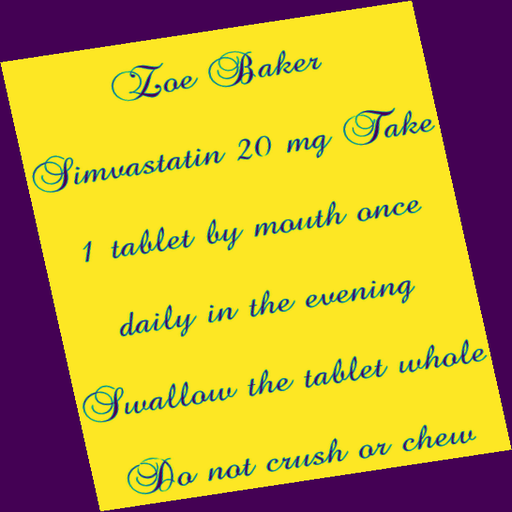 Zoe Baker
Simvastatin 20 mg Take
1 tablet by mouth once
daily in the evening
Swallow the tablet whole
Do not crush or chew